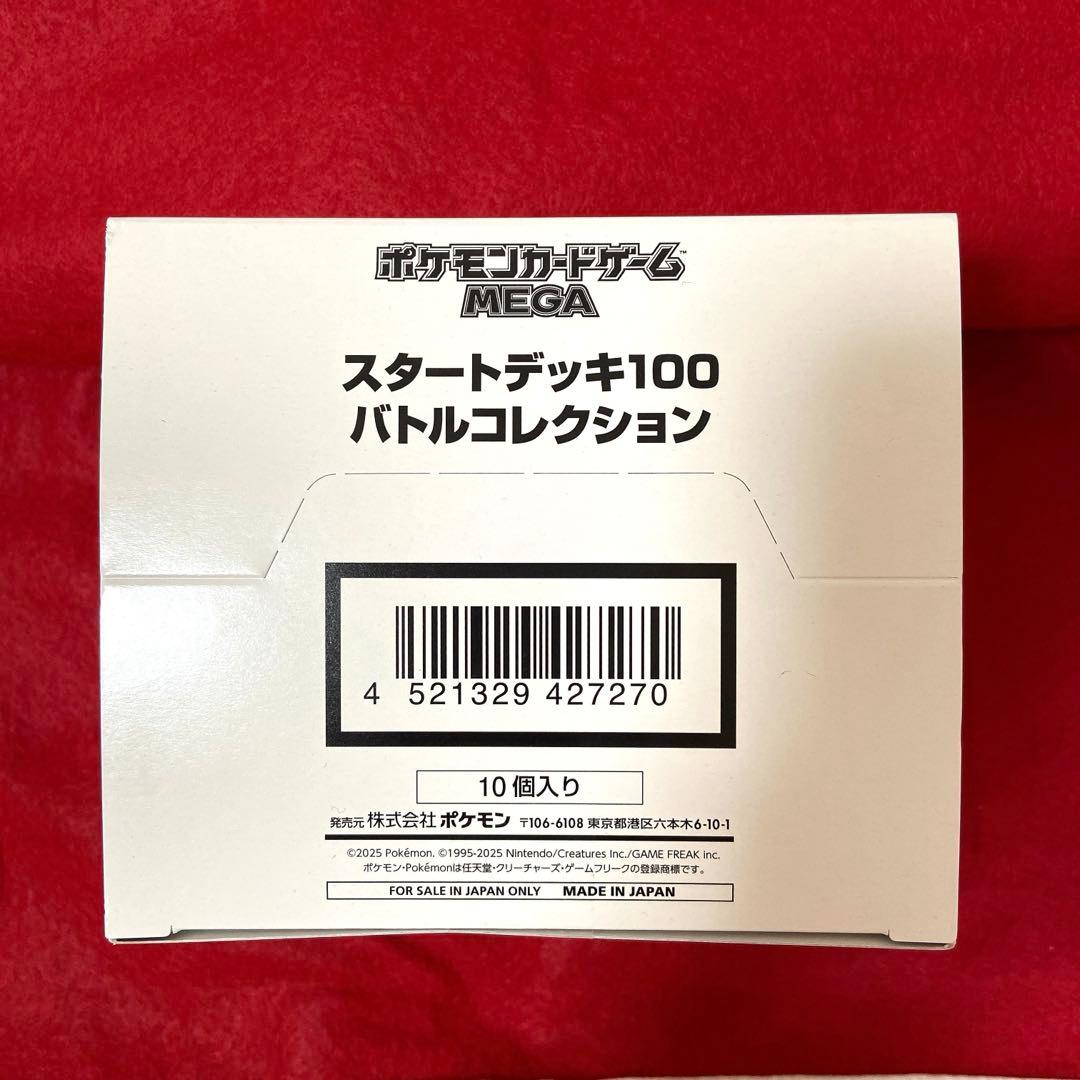 ポケモンカードゲーム™
MEGA
スタートデッキ100
バトルコレクション
4 521329 427270
10個入り
発売元 株式会社 ポケモン 〒106-6108 東京都港区六本木6-10-1
©2025 Pokémon. ©1995-2025 Nintendo/Creatures Inc./GAME FREAK inc.
ポケモン・Pokémonは任天堂・クリーチャーズ・ゲームフリークの登録商標です。
FOR SALE IN JAPAN ONLY MADE IN JAPAN